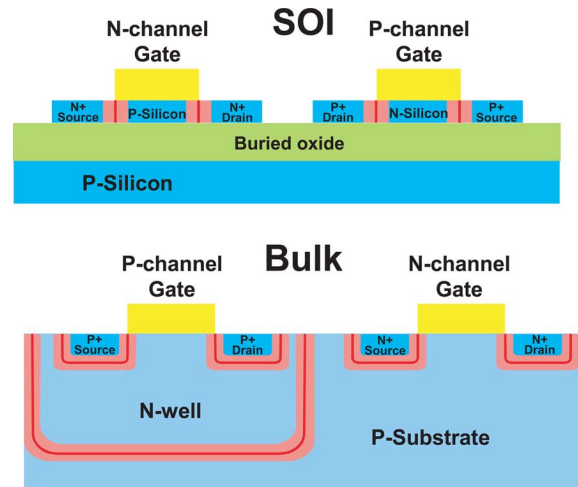 SOI
N-channel
Gate
P-channel
Gate
N+
Source
P-Silicon
N+
Drain
P+
Drain
N-Silicon
P+
Source
Buried oxide
P-Silicon
Bulk
P-channel
Gate
N-channel
Gate
P+
Source
P+
Drain
N+
Source
N+
Drain
N-well
P-Substrate